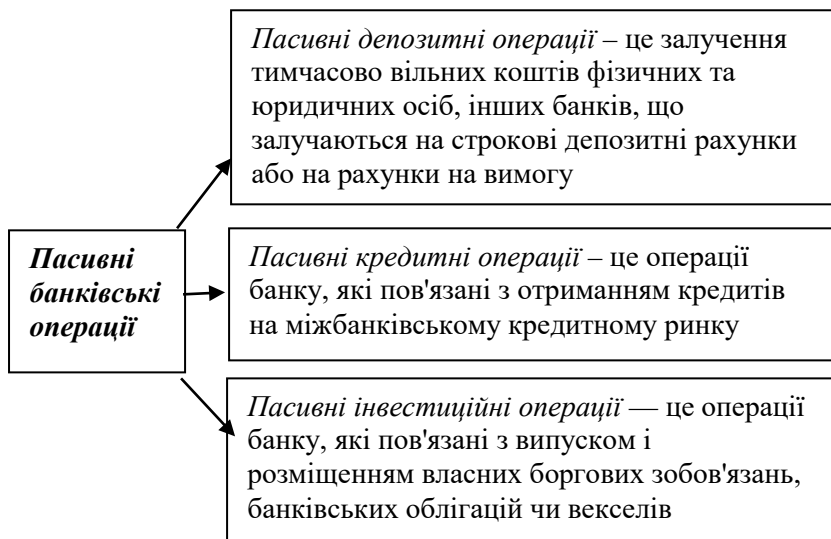 Пасивні депозитні операції – це залучення
тимчасово вільних коштів фізичних та
юридичних осіб, інших банків, що
залучаються на строкові депозитні рахунки
або на рахунки на вимогу
Пасивні
банківські
операції
Пасивні кредитні операції – це операції
банку, які пов'язані з отриманням кредитів
на міжбанківському кредитному ринку
Пасивні інвестиційні операції — це операції
банку, які пов'язані з випуском і
розміщенням власних боргових зобов'язань,
банківських облігацій чи векселів